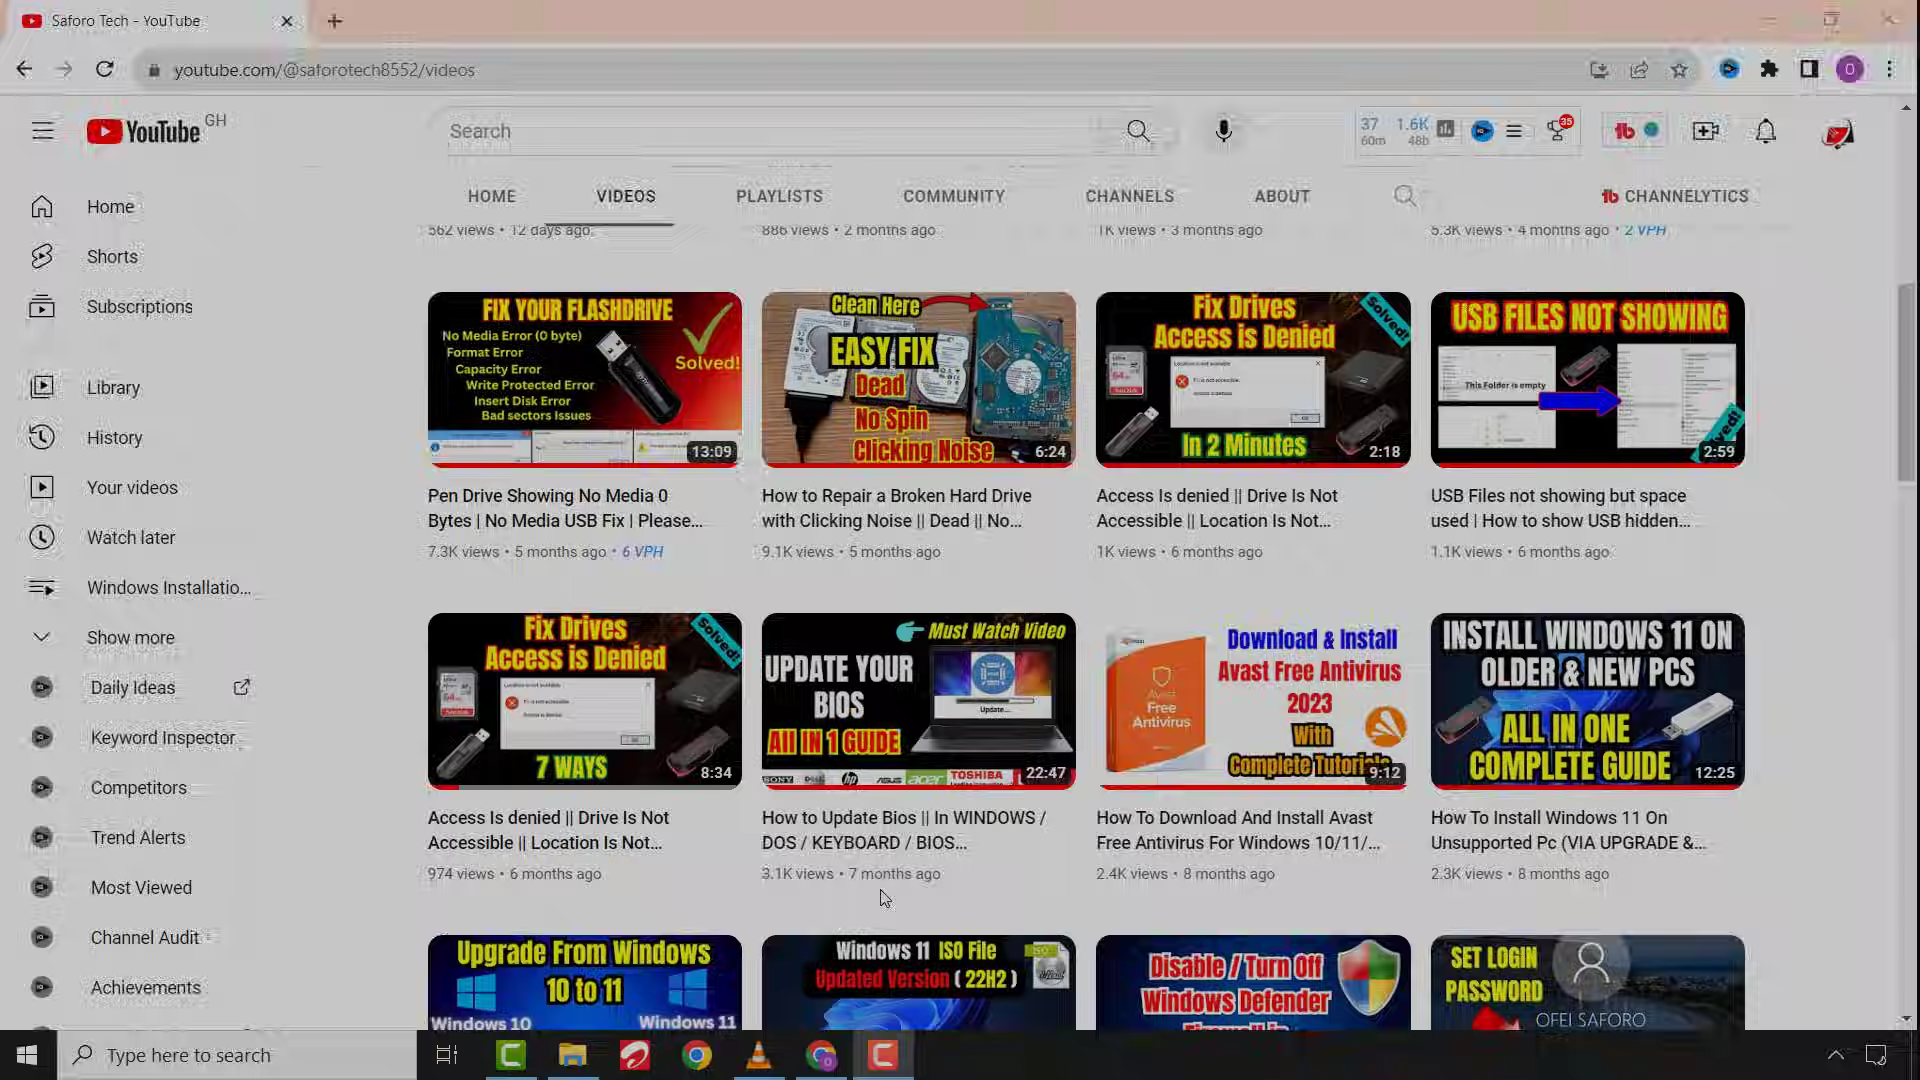 Saforo Tech - YouTube
youtube.com/@saforotech8552/videos
O
YouTube GH
Search
37 1.6K
60m 48h
35
HOME VIDEOS PLAYLISTS COMMUNITY CHANNELS ABOUT CHANNELYTICS
562 views • 12 days ago
886 views • 2 months ago
1K views • 3 months ago
5.3K views • 4 months ago • 2 VPH
Home
Shorts
Subscriptions
Library
History
Your videos
Watch later
Windows Installatio...
Show more
Daily Ideas
Keyword Inspector
Competitors
Trend Alerts
Most Viewed
Channel Audit
Achievements
FIX YOUR FLASHDRIVE
No Media Error (0 byte)
Format Error
Capacity Error
Write Protected Error
Insert Disk Error
Bad sectors Issues
Solved!
13:09
Pen Drive Showing No Media 0
Bytes | No Media USB Fix | Please...
7.3K views • 5 months ago • 6 VPH
Clean Here
EASY FIX
Dead
No Spin
Clicking Noise
6:24
How to Repair a Broken Hard Drive
with Clicking Noise || Dead || No...
9.1K views • 5 months ago
Fix Drives
Access is Denied
Solved!
In 2 Minutes
2:18
Access Is denied || Drive Is Not
Accessible || Location Is Not...
1K views • 6 months ago
USB FILES NOT SHOWING
This Folder is empty
2:59
USB Files not showing but space
used | How to show USB hidden...
1.1K views • 6 months ago
Fix Drives
Access is Denied
Solved!
7 WAYS
8:34
Access Is denied || Drive Is Not
Accessible || Location Is Not...
974 views • 6 months ago
Must Watch Video
UPDATE YOUR
BIOS
All IN 1 GUIDE
Update...
SONY DELL hp ASUS acer TOSHIBA
22:47
How to Update Bios || In WINDOWS /
DOS / KEYBOARD / BIOS...
3.1K views • 7 months ago
Avast
Free
Antivirus
Download & Install
Avast Free Antivirus
2023
With
Complete Tutorials
9:12
How To Download And Install Avast
Free Antivirus For Windows 10/11/...
2.4K views • 8 months ago
INSTALL WINDOWS 11 ON
OLDER & NEW PCS
ALL IN ONE
COMPLETE GUIDE
12:25
How To Install Windows 11 On
Unsupported Pc (VIA UPGRADE &...
2.3K views • 8 months ago
Upgrade From Windows
10 to 11
Windows 10 Windows 11
Windows 11 ISO File
Updated Version ( 22H2 )
ISO
Disable / Turn Off
Windows Defender
SET LOGIN
PASSWORD
OFEI SAFORO
Type here to search